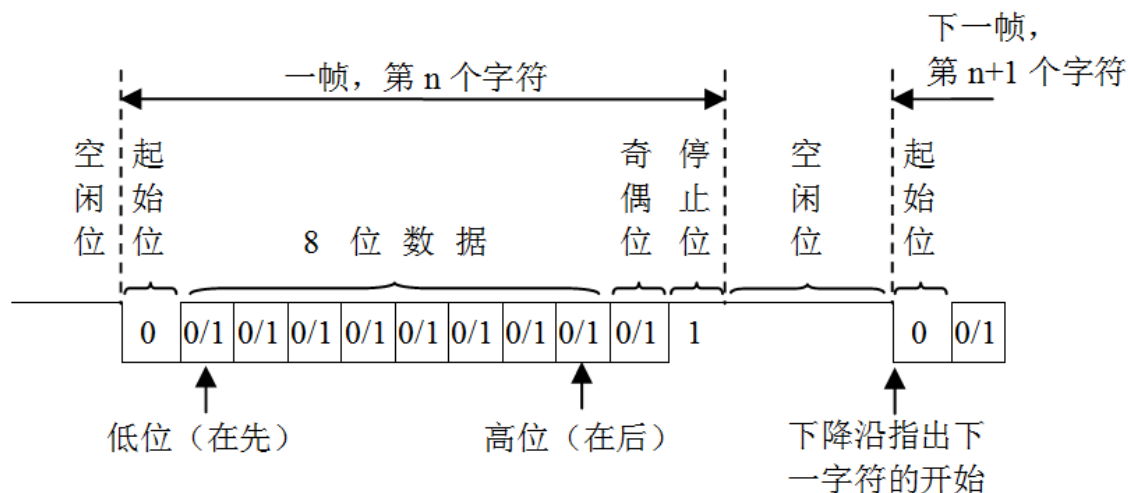 下一帧,
第 n+1 个字符
一帧,第 n 个字符
空闲位
起始位
8 位数据
奇偶位
停止位
空闲位
起始位
0 0/1 0/1 0/1 0/1 0/1 0/1 0/1 0/1 0/1 1 0 0/1
低位(在先)
高位(在后)
下降沿指出下
一字符的开始